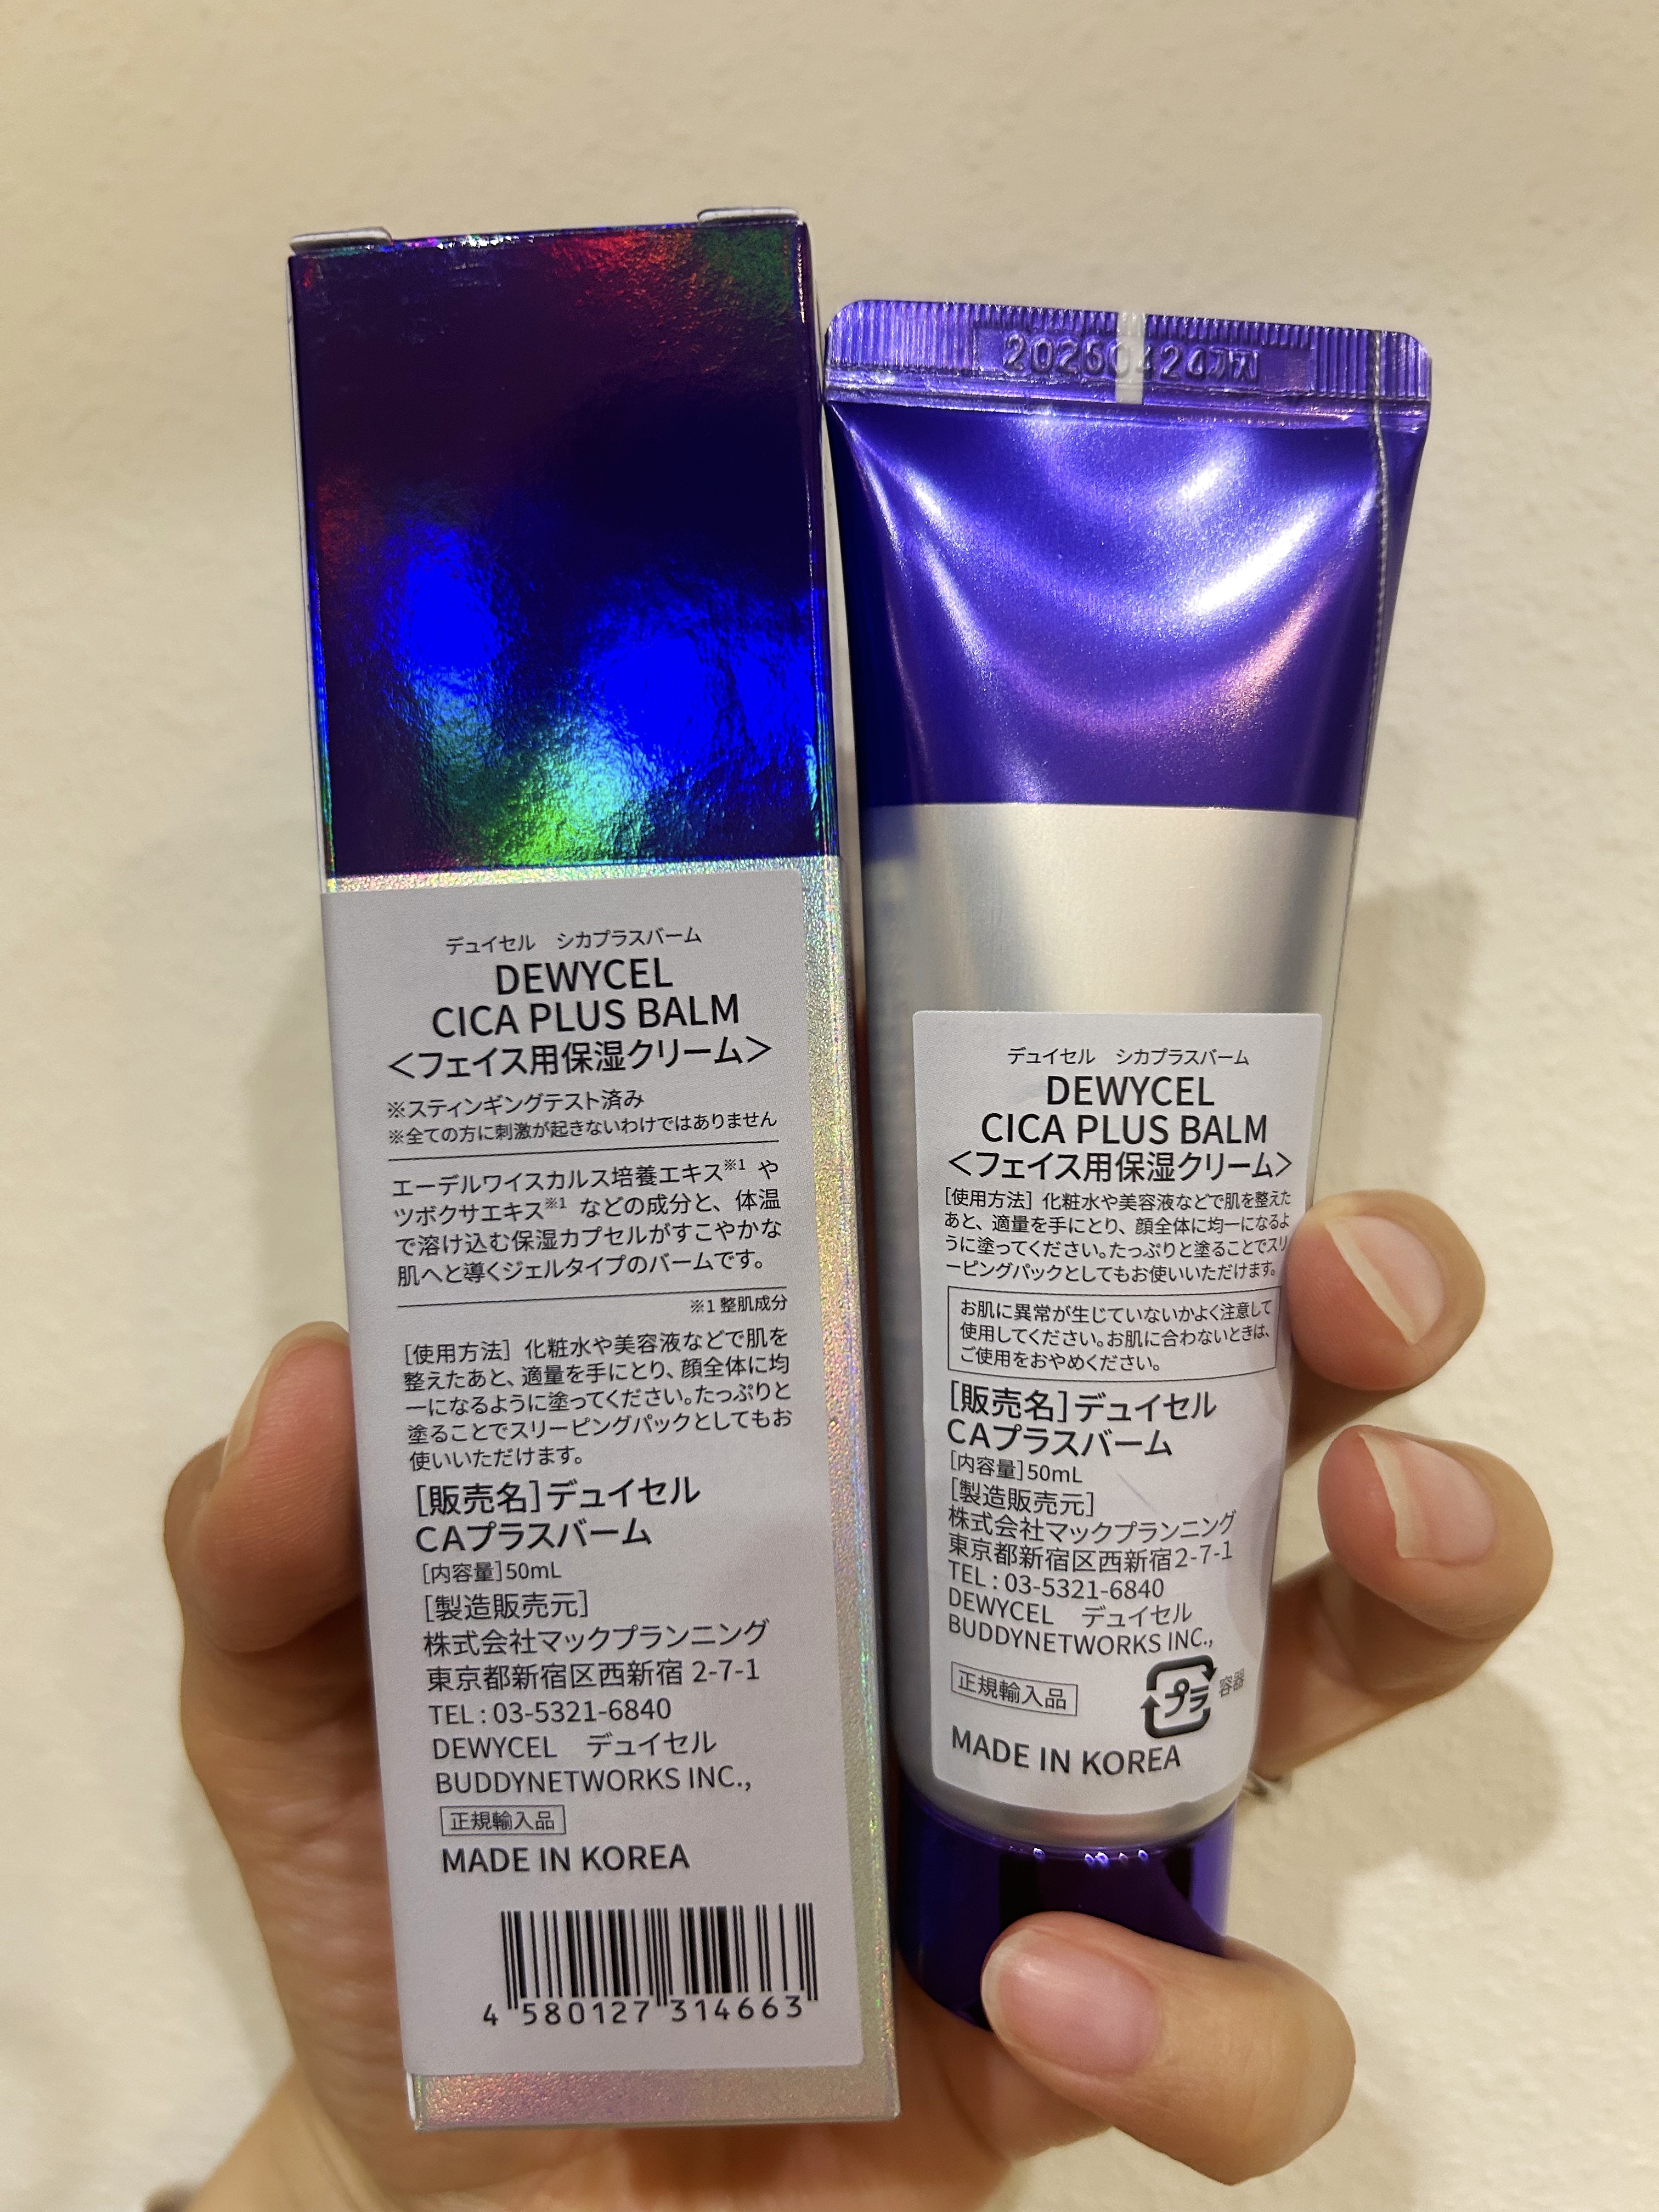 デュイセル　シカプラスバーム
DEWYCEL
CICA PLUS BALM
＜フェイス用保湿クリーム＞
※スティンギングテスト済み
※全ての方に刺激が起きないわけではありません
エーデルワイスカルス培養エキス※1 や
ツボクサエキス※1 などの成分と、体温
で溶け込む保湿カプセルがすこやかな
肌へと導くジェルタイプのバームです。
※1 整肌成分
［使用方法］化粧水や美容液などで肌を
整えたあと、適量を手にとり、顔全体に均
一になるように塗ってください。たっぷりと
塗ることでスリーピングパックとしてもお
使いいただけます。
［販売名］デュイセル
CAプラスバーム
［内容量］50mL
［製造販売元］
株式会社マックプランニング
東京都新宿区西新宿 2-7-1
TEL : 03-5321-6840
DEWYCEL　デュイセル
BUDDYNETWORKS INC.,
正規輸入品
MADE IN KOREA
4 580127 314663
デュイセル　シカプラスバーム
DEWYCEL
CICA PLUS BALM
＜フェイス用保湿クリーム＞
［使用方法］化粧水や美容液などで肌を整えた
あと、適量を手にとり、顔全体に均一になるよ
うに塗ってください。たっぷりと塗ることでスリ
ーピングパックとしてもお使いいただけます。
お肌に異常が生じていないかよく注意して
使用してください。お肌に合わないときは、
ご使用をおやめください。
［販売名］デュイセル
CAプラスバーム
［内容量］50mL
［製造販売元］
株式会社マックプランニング
東京都新宿区西新宿2-7-1
TEL : 03-5321-6840
DEWYCEL　デュイセル
BUDDYNETWORKS INC.,
正規輸入品
プラ 容器
MADE IN KOREA